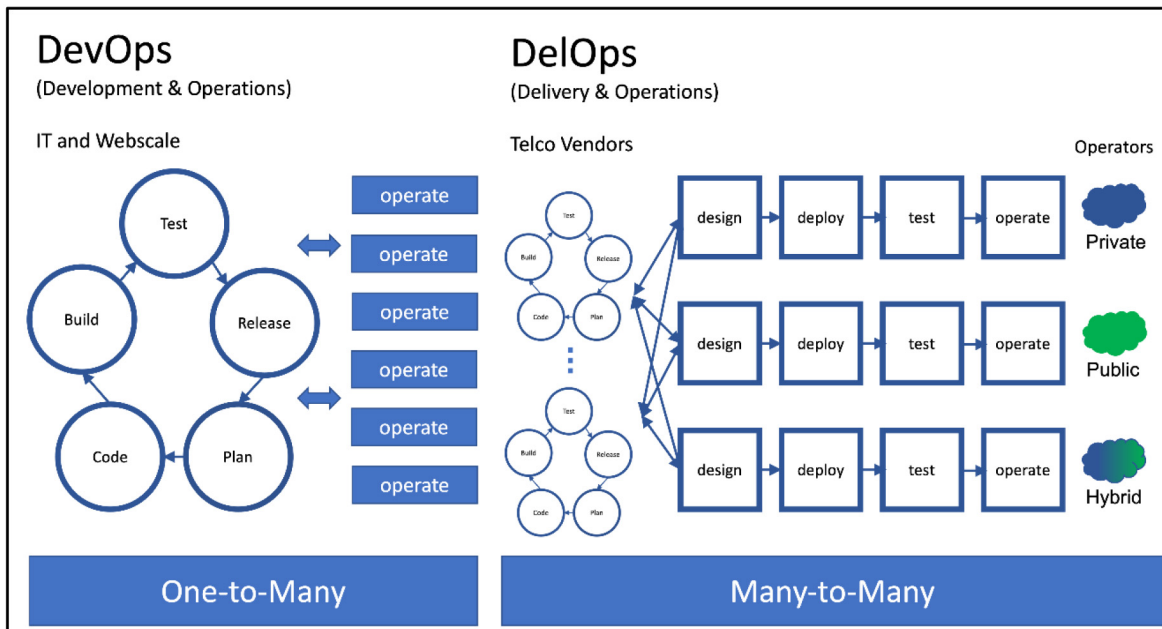 DevOps
(Development & Operations)
IT and Webscale
Test
Build
Release
Code
Plan
operate
operate
operate
operate
operate
operate
One-to-Many
DelOps
(Delivery & Operations)
Telco Vendors
Operators
Test
Build
Release
Code
Plan
Test
Build
Release
Code
Plan
design
deploy
test
operate
Private
design
deploy
test
operate
Public
design
deploy
test
operate
Hybrid
Many-to-Many